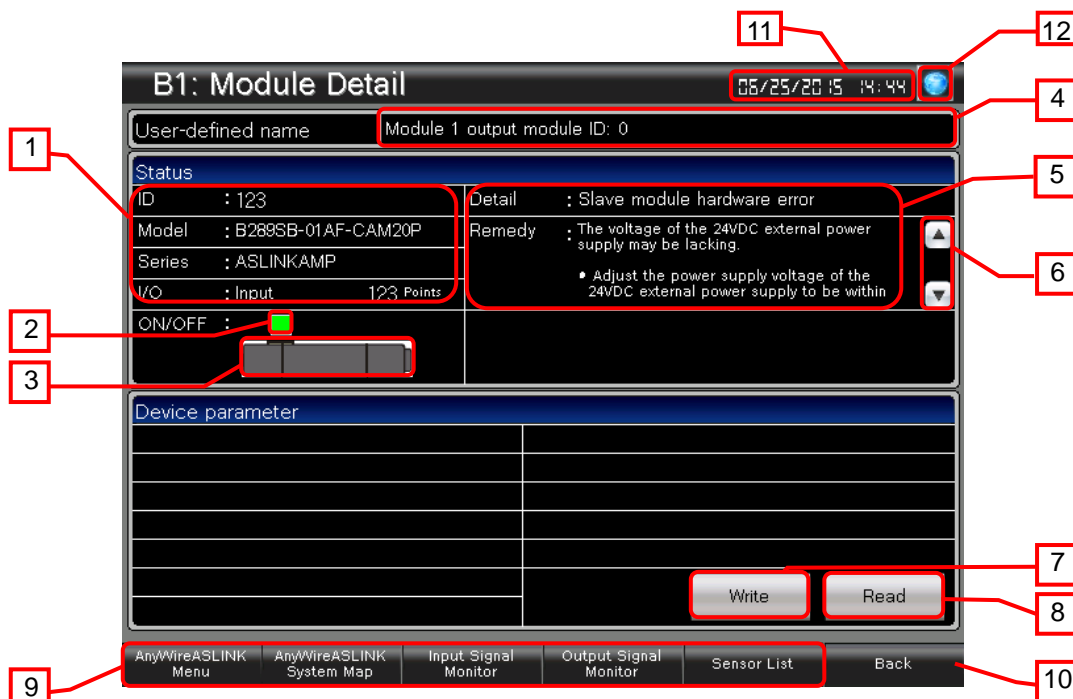 11
12
B1: Module Detail
06/25/2015 14:44
4
User-defined name
Module 1 output module ID: 0
1
Status
5
ID : 123
Detail : Slave module hardware error
Model : B289SB-01AF-CAM20P
Remedy : The voltage of the 24VDC external power
supply may be lacking.
Series : ASLINKAMP
6
• Adjust the power supply voltage of the
I/O : Input 123 Points
24VDC external power supply to be within
2
ON/OFF :
3
Device parameter
7
Write
Read
8
AnyWireASLINK
Menu
AnyWireASLINK
System Map
Input Signal
Monitor
Output Signal
Monitor
Sensor List
Back
9
10